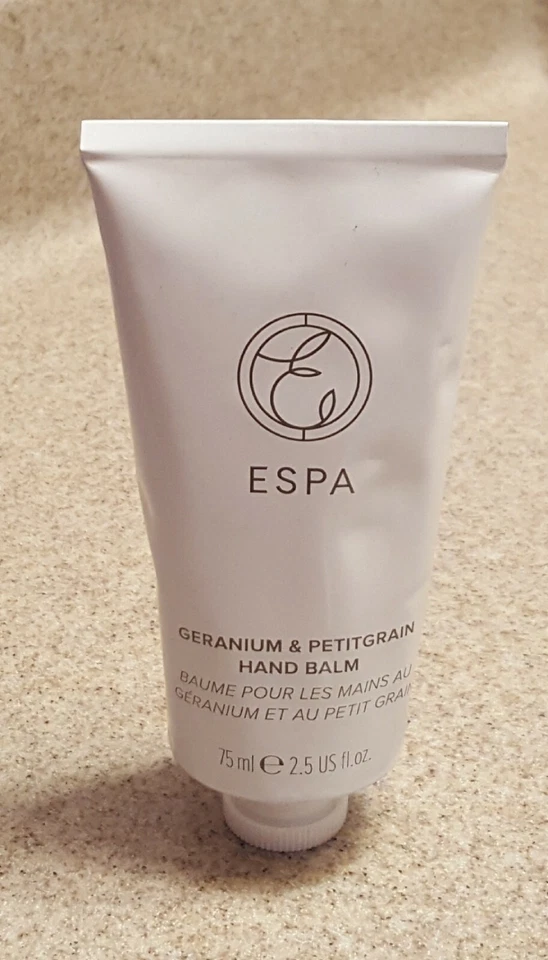 ESPA
GERANIUM & PETITGRAIN
HAND BALM
BAUME POUR LES MAINS AU
GÉRANIUM ET AU PETIT GRAIN
75 ml ℮ 2.5 US fl.oz.